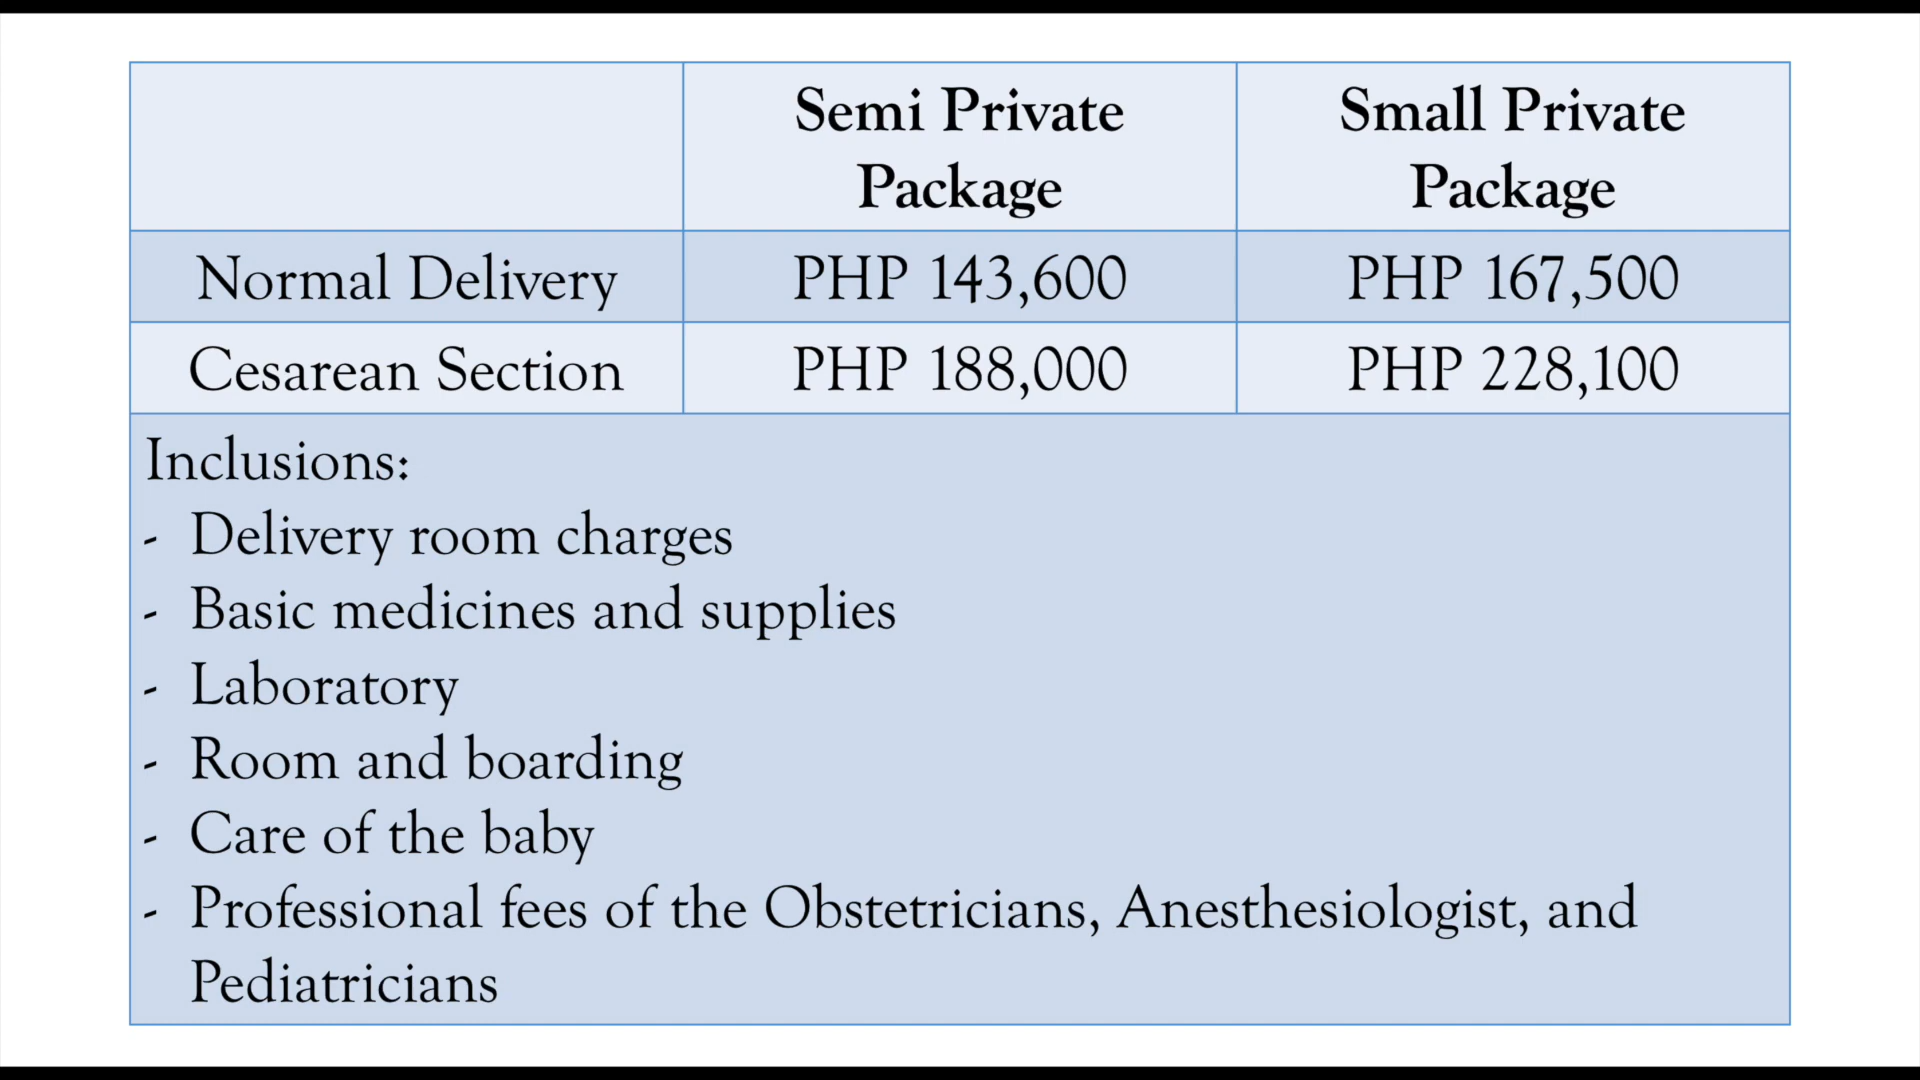 Semi Private Package
Small Private Package
Normal Delivery PHP 143,600 PHP 167,500
Cesarean Section PHP 188,000 PHP 228,100
Inclusions:
- Delivery room charges
- Basic medicines and supplies
- Laboratory
- Room and boarding
- Care of the baby
- Professional fees of the Obstetricians, Anesthesiologist, and
Pediatricians